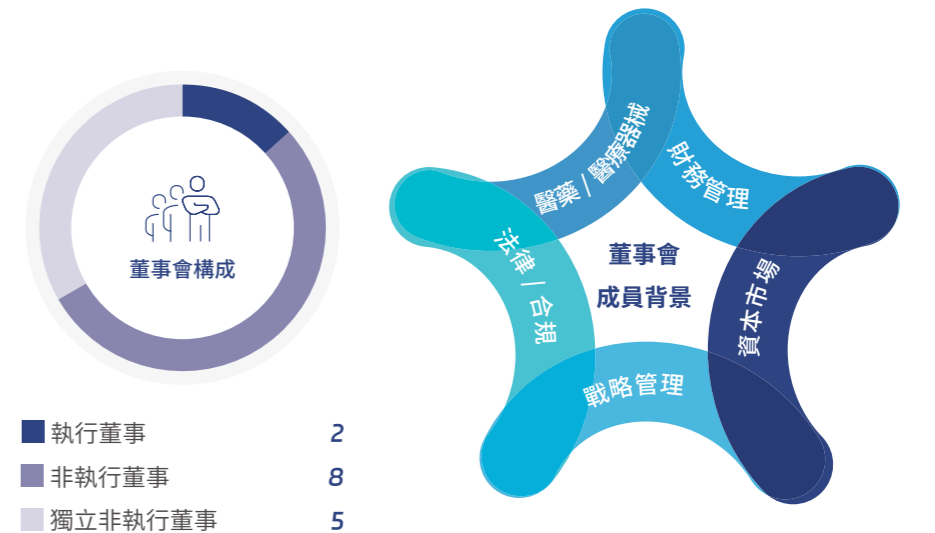 董事會構成
執行董事 2
非執行董事 8
獨立非執行董事 5
醫藥 / 醫療器械
財務管理
法律 / 合規
資本市場
戰略管理
董事會
成員背景